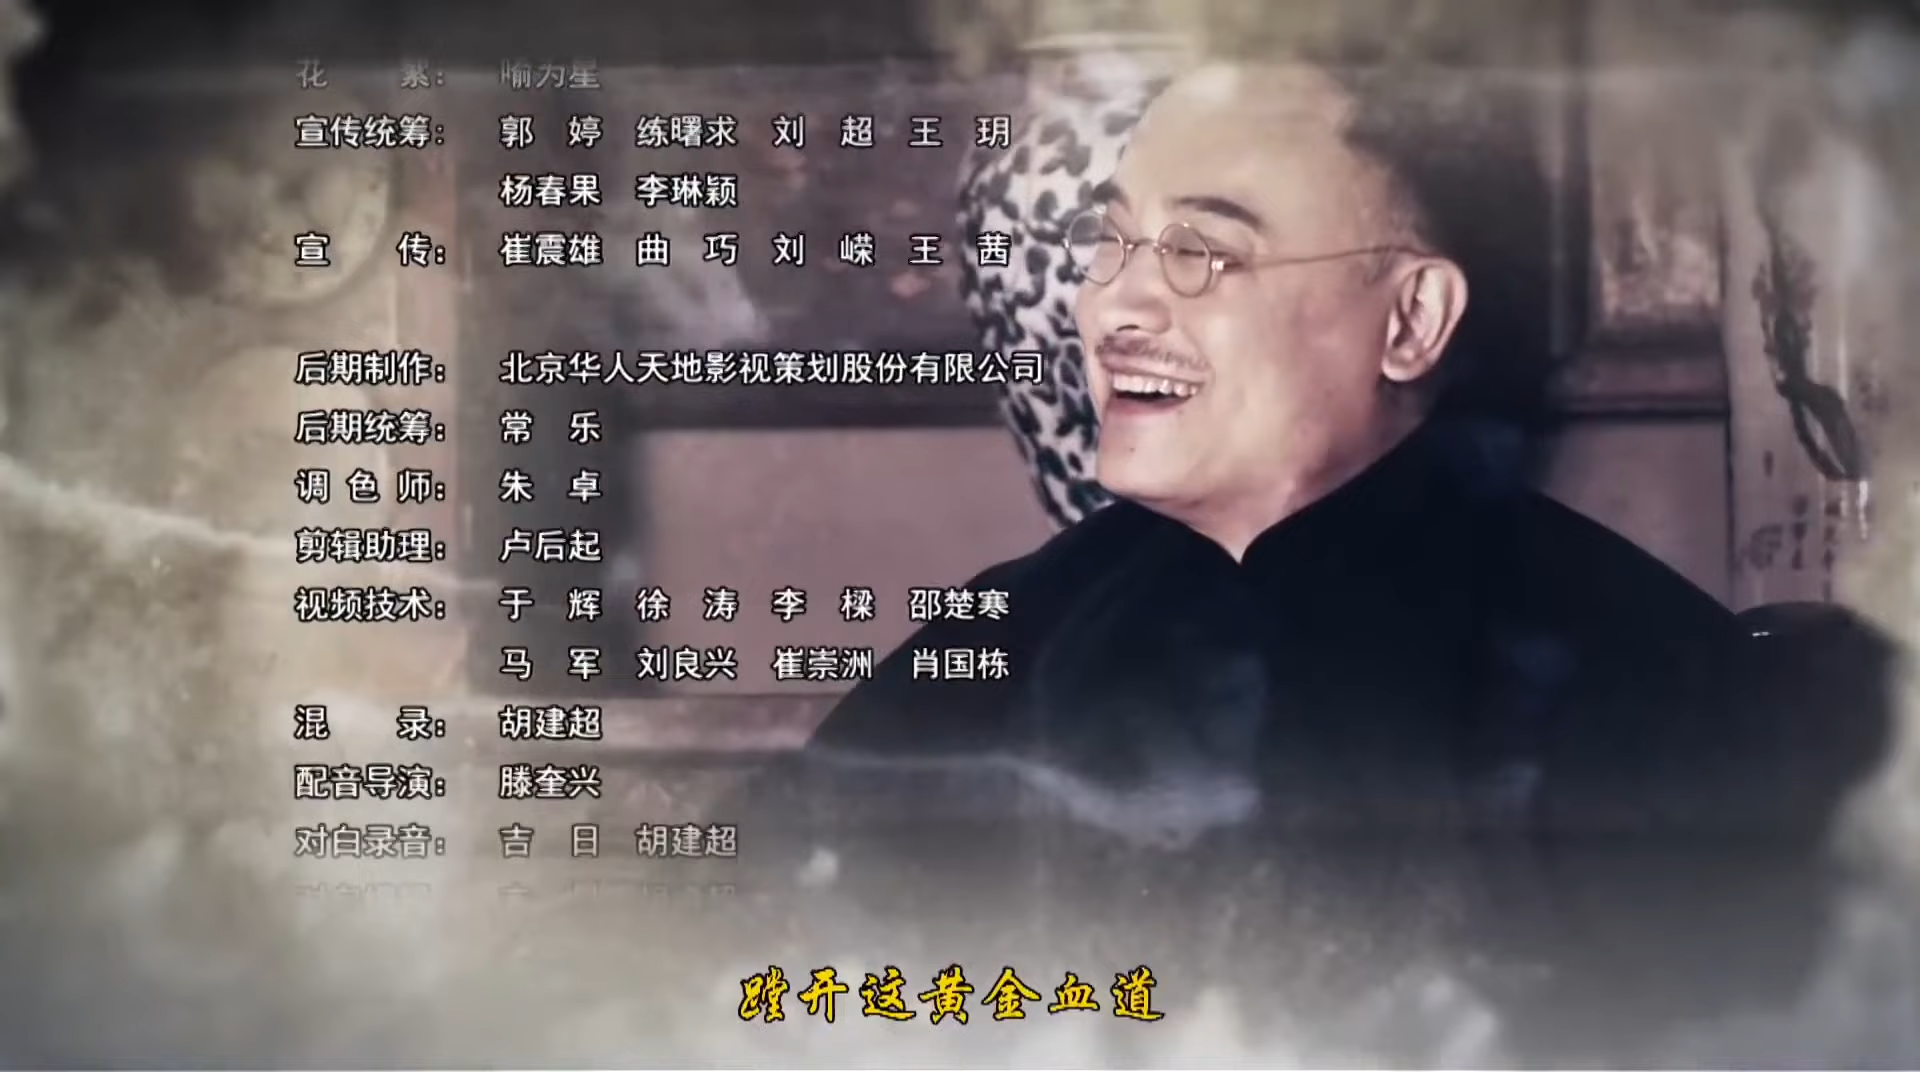 花　　絮： 喻为星
宣传统筹： 郭　婷　练曙求　刘　超　王　玥
杨春果　李琳颖
宣　　传： 崔震雄　曲　巧　刘　嵘　王　茜
后期制作： 北京华人天地影视策划股份有限公司
后期统筹： 常　乐
调 色 师： 朱　卓
剪辑助理： 卢后起
视频技术： 于　辉　徐　涛　李　樑　邵楚寒
马　军　刘良兴　崔崇洲　肖国栋
混　　录： 胡建超
配音导演： 滕奎兴
对白录音： 吉　日　胡建超
蹚开这黄金血道